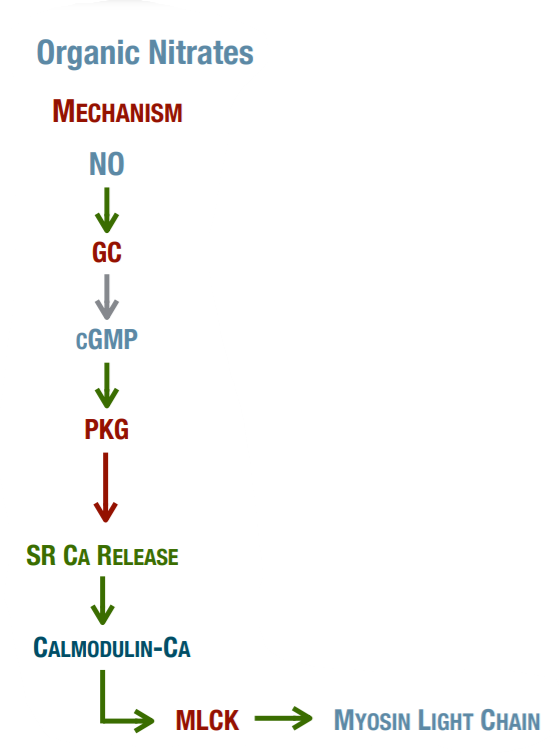 Organic Nitrates
MECHANISM
NO
GC
cGMP
PKG
SR CA RELEASE
CALMODULIN-CA
MLCK
MYOSIN LIGHT CHAIN